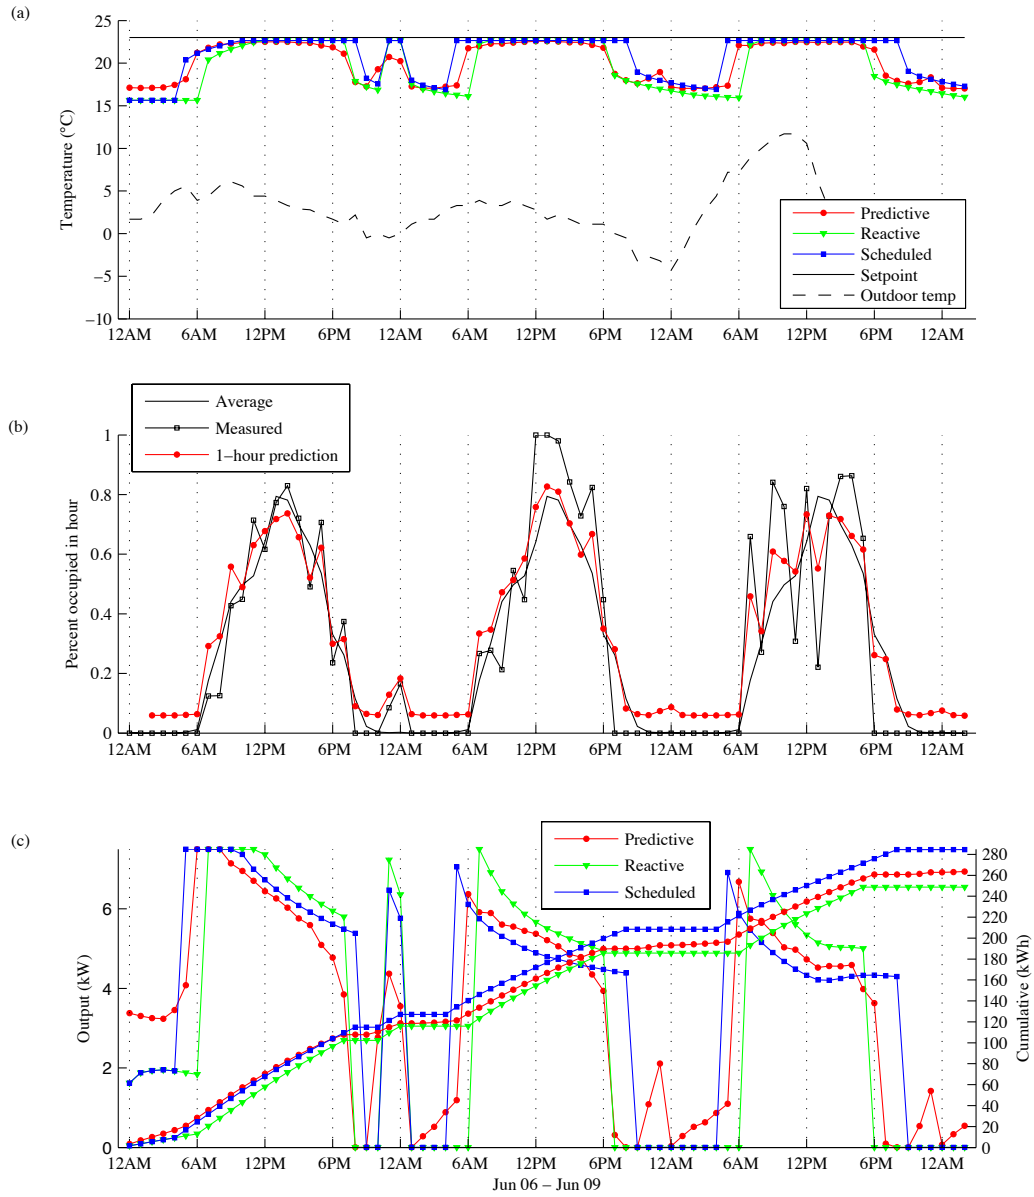 (a)
25
20
15
10
5
0
−5
−10
Temperature (°C)
Predictive
Reactive
Scheduled
Setpoint
Outdoor temp
12AM 6AM 12PM 6PM 12AM 6AM 12PM 6PM 12AM 6AM 12PM 6PM 12AM
(b)
Average
Measured
1−hour prediction
1
0.8
0.6
0.4
0.2
0
Percent occupied in hour
12AM 6AM 12PM 6PM 12AM 6AM 12PM 6PM 12AM 6AM 12PM 6PM 12AM
(c)
Predictive
Reactive
Scheduled
6
4
2
0
Output (kW)
280
260
240
220
200
180
160
140
120
100
80
60
40
20
0
Cumulative (kWh)
12AM 6AM 12PM 6PM 12AM 6AM 12PM 6PM 12AM 6AM 12PM 6PM 12AM
Jun 06 − Jun 09